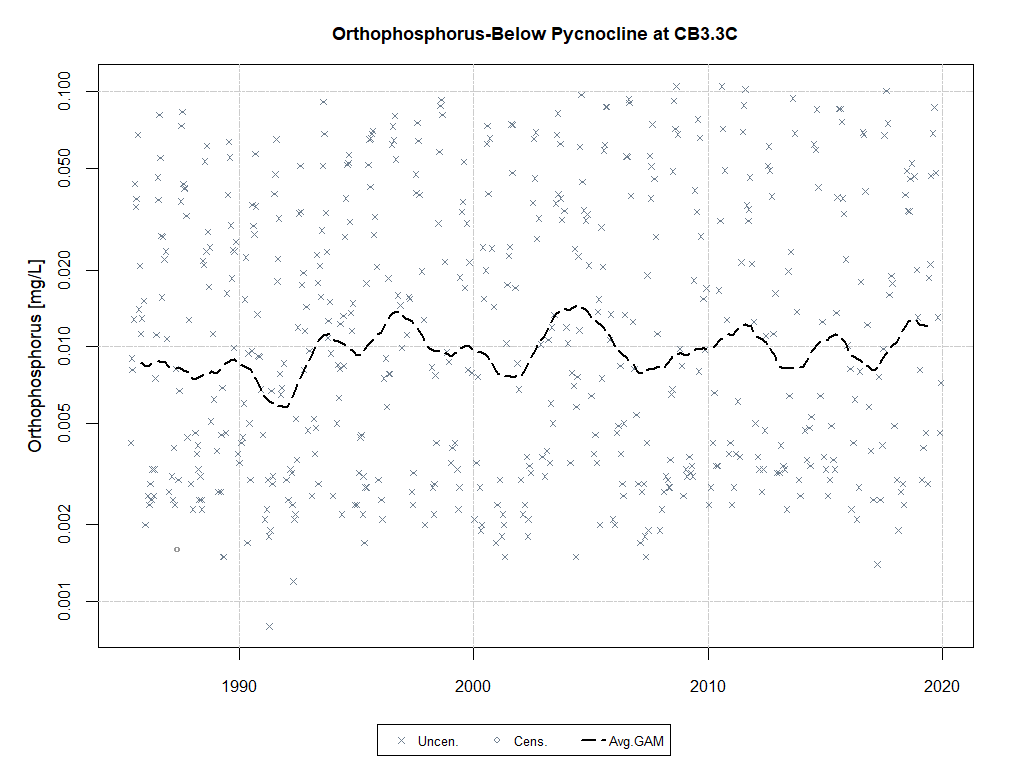 Orthophosphorus-Below Pycnocline at CB3.3C
Orthophosphorus [mg/L]
0.100
0.050
0.020
0.010
0.005
0.002
0.001
1990 2000 2010 2020
Uncen. Cens. Avg.GAM